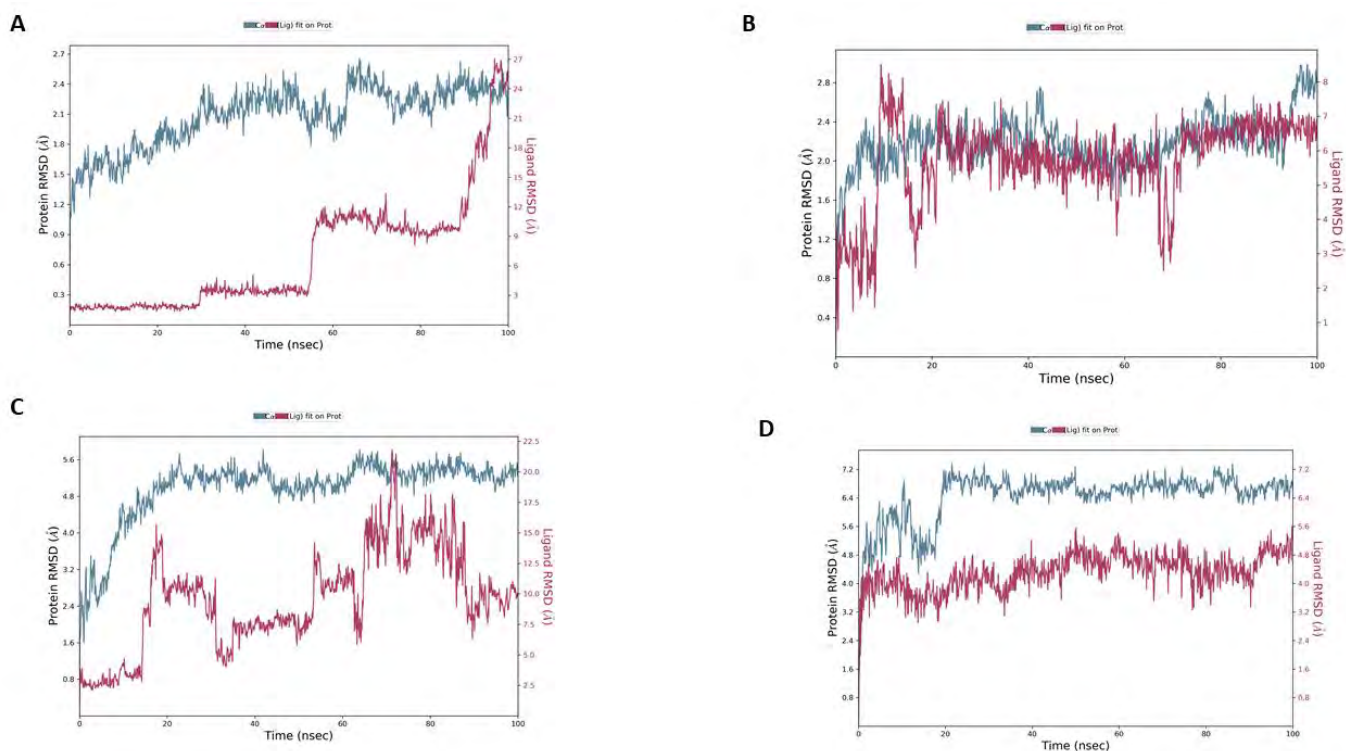 A
Cα (Lig) fit on Prot
2.7
2.4
2.1
1.8
1.5
1.2
0.9
0.6
0.3
Protein RMSD (Å)
27
24
21
18
15
12
9
6
3
Ligand RMSD (Å)
0 20 40 60 80 100
Time (nsec)
B
Cα (Lig) fit on Prot
2.8
2.4
2.0
1.6
1.2
0.8
0.4
Protein RMSD (Å)
8
7
6
5
4
3
2
1
Ligand RMSD (Å)
0 20 40 60 80 100
Time (nsec)
C
Cα (Lig) fit on Prot
5.6
4.8
4.0
3.2
2.4
1.6
0.8
Protein RMSD (Å)
22.5
20.0
17.5
15.0
12.5
10.0
7.5
5.0
2.5
Ligand RMSD (Å)
0 20 40 60 80 100
Time (nsec)
D
Cα (Lig) fit on Prot
7.2
6.4
5.6
4.8
4.0
3.2
2.4
1.6
0.8
Protein RMSD (Å)
7.2
6.4
5.6
4.8
4.0
3.2
2.4
1.6
0.8
Ligand RMSD (Å)
0 20 40 60 80 100
Time (nsec)